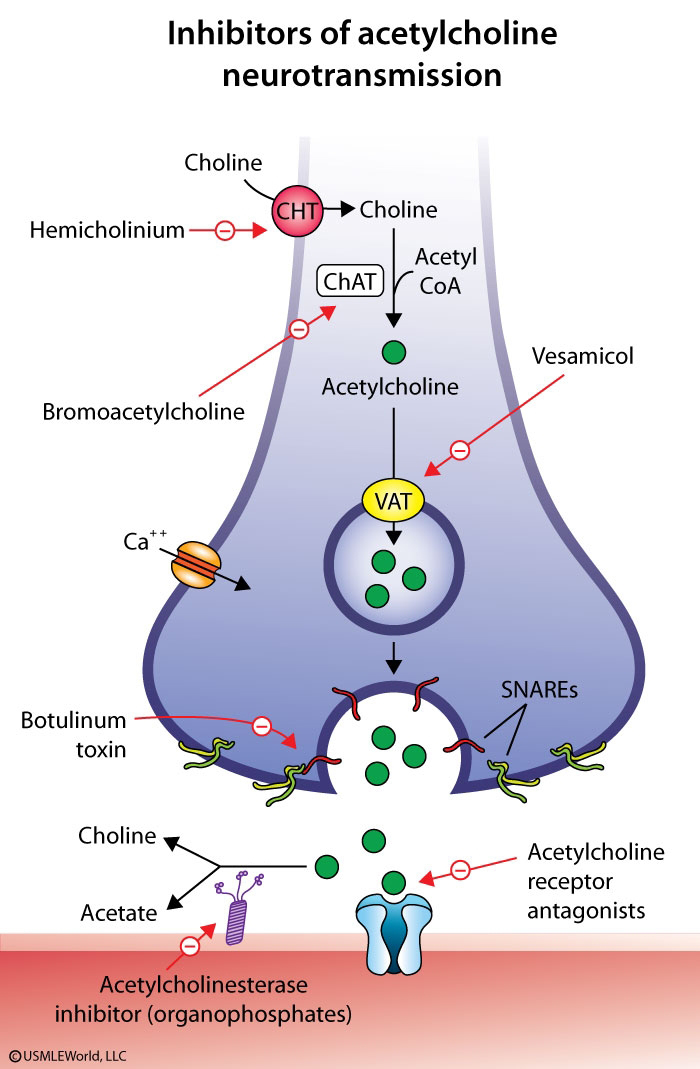 Inhibitors of acetylcholine
neurotransmission
Choline
CHT
Choline
Hemicholinium
Acetyl
CoA
ChAT
Vesamicol
Acetylcholine
Bromoacetylcholine
VAT
Ca++
SNAREs
Botulinum
toxin
Choline
Acetylcholine
receptor
antagonists
Acetate
Acetylcholinesterase
inhibitor (organophosphates)
©USMLEWorld, LLC